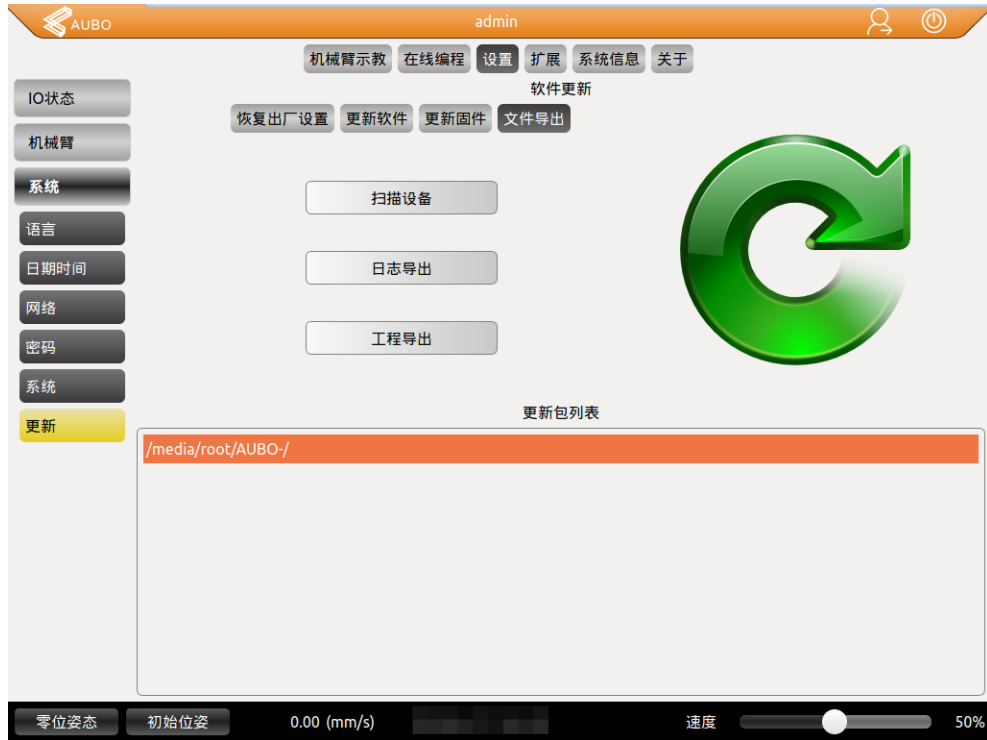 AUBO admin
机械臂示教 在线编程 设置 扩展 系统信息 关于
软件更新
恢复出厂设置 更新软件 更新固件 文件导出
IO状态
机械臂
系统
语言
日期时间
网络
密码
系统
更新
扫描设备
日志导出
工程导出
更新包列表
/media/root/AUBO-/
零位姿态 初始位姿 0.00 (mm/s) 速度 50%